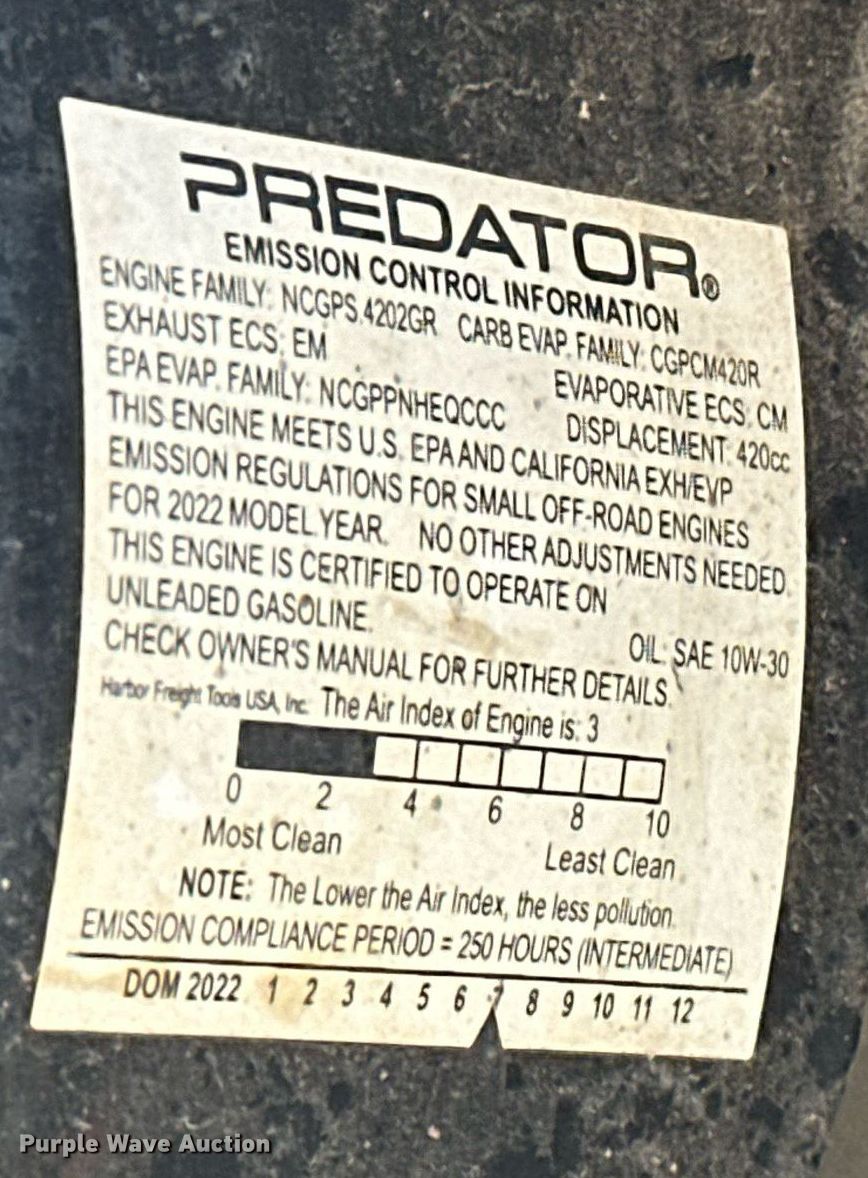 PREDATOR®
EMISSION CONTROL INFORMATION
ENGINE FAMILY: NCGPS.4202GR CARB EVAP. FAMILY: CGPCM420R
EXHAUST ECS: EM EVAPORATIVE ECS: CM
EPA EVAP. FAMILY: NCGPPNHEQCCC DISPLACEMENT: 420cc
THIS ENGINE MEETS U.S. EPA AND CALIFORNIA EXH/EVP
EMISSION REGULATIONS FOR SMALL OFF-ROAD ENGINES
FOR 2022 MODEL YEAR. NO OTHER ADJUSTMENTS NEEDED.
THIS ENGINE IS CERTIFIED TO OPERATE ON
UNLEADED GASOLINE. OIL: SAE 10W-30
CHECK OWNER'S MANUAL FOR FURTHER DETAILS.
Harbor Freight Tools USA, Inc. The Air Index of Engine is: 3
0 2 4 6 8 10
Most Clean Least Clean
NOTE: The Lower the Air Index, the less pollution.
EMISSION COMPLIANCE PERIOD = 250 HOURS (INTERMEDIATE)
DOM 2022 1 2 3 4 5 6 7 8 9 10 11 12
Purple Wave Auction